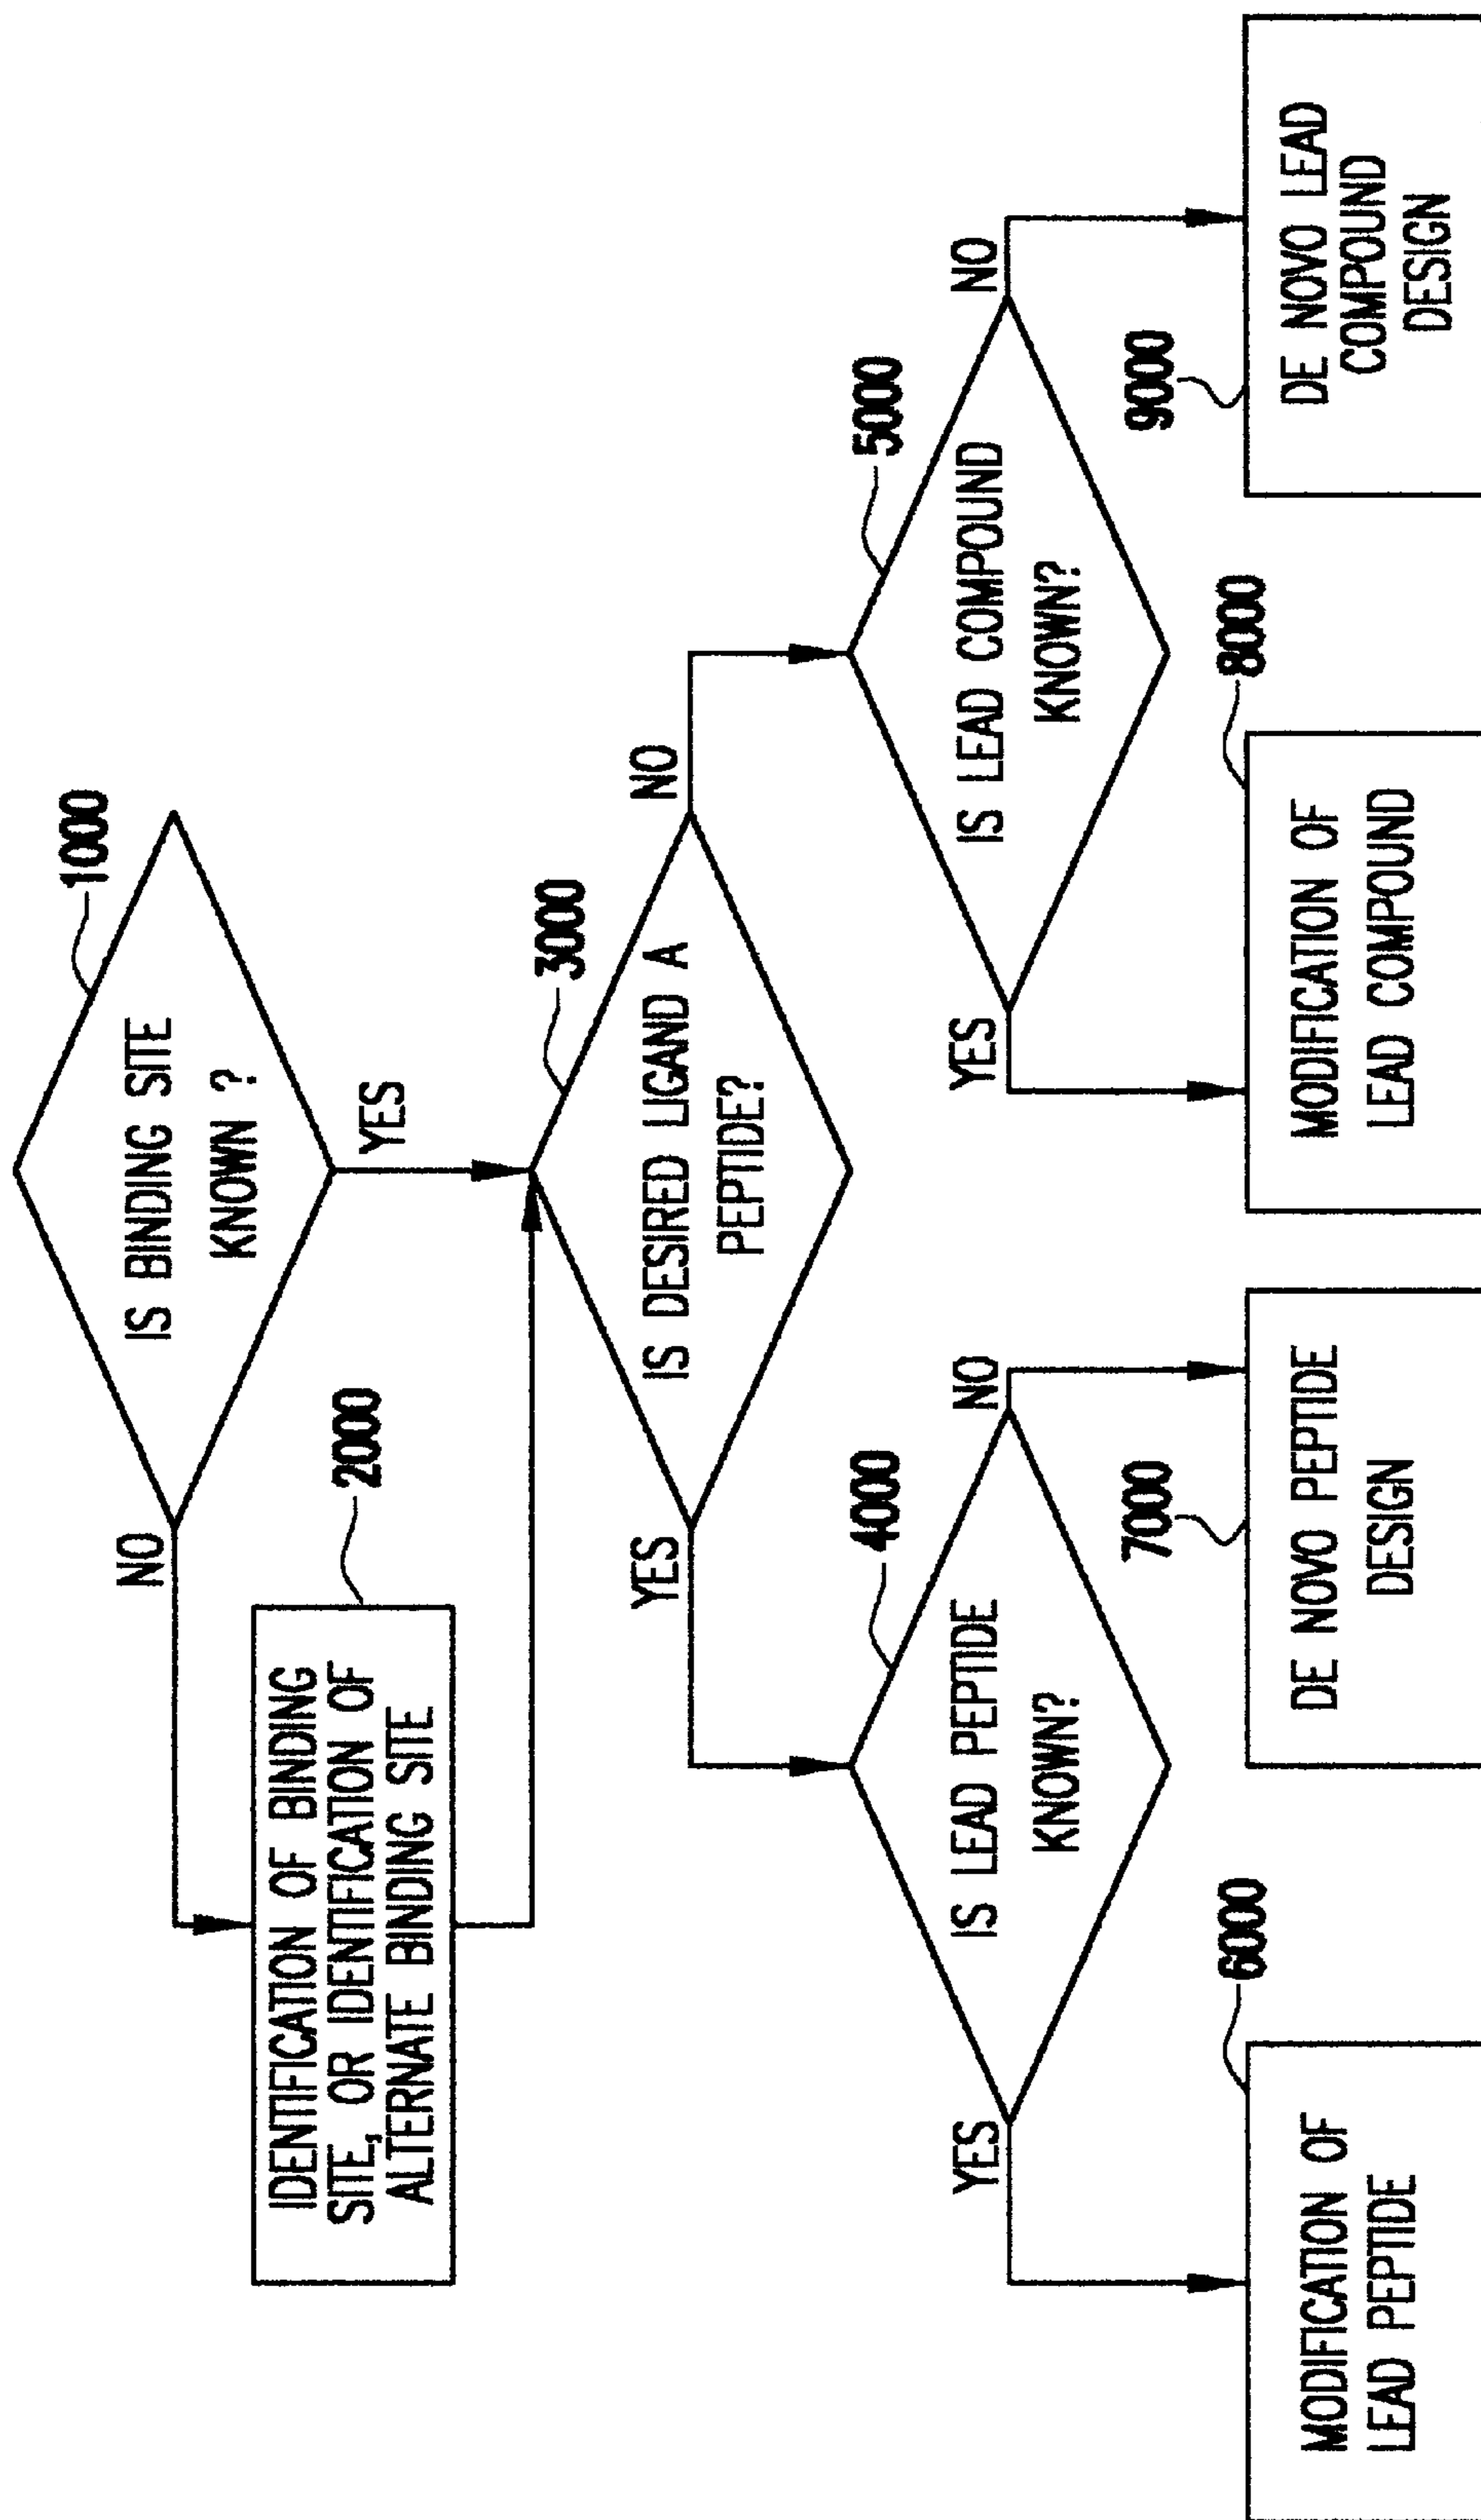 1000
IS BINDING SITE
KNOWN ?
NO
YES
2000
IDENTIFICATION OF BINDING
SITE, OR IDENTIFICATION OF
ALTERNATE BINDING SITE
3000
IS DESIRED LIGAND A
PEPTIDE?
YES
NO
4000
IS LEAD PEPTIDE
KNOWN?
YES
NO
5000
IS LEAD COMPOUND
KNOWN?
YES
NO
6000
MODIFICATION OF
LEAD PEPTIDE
7000
DE NOVO PEPTIDE
DESIGN
8000
MODIFICATION OF
LEAD COMPOUND
9000
DE NOVO LEAD
COMPOUND
DESIGN